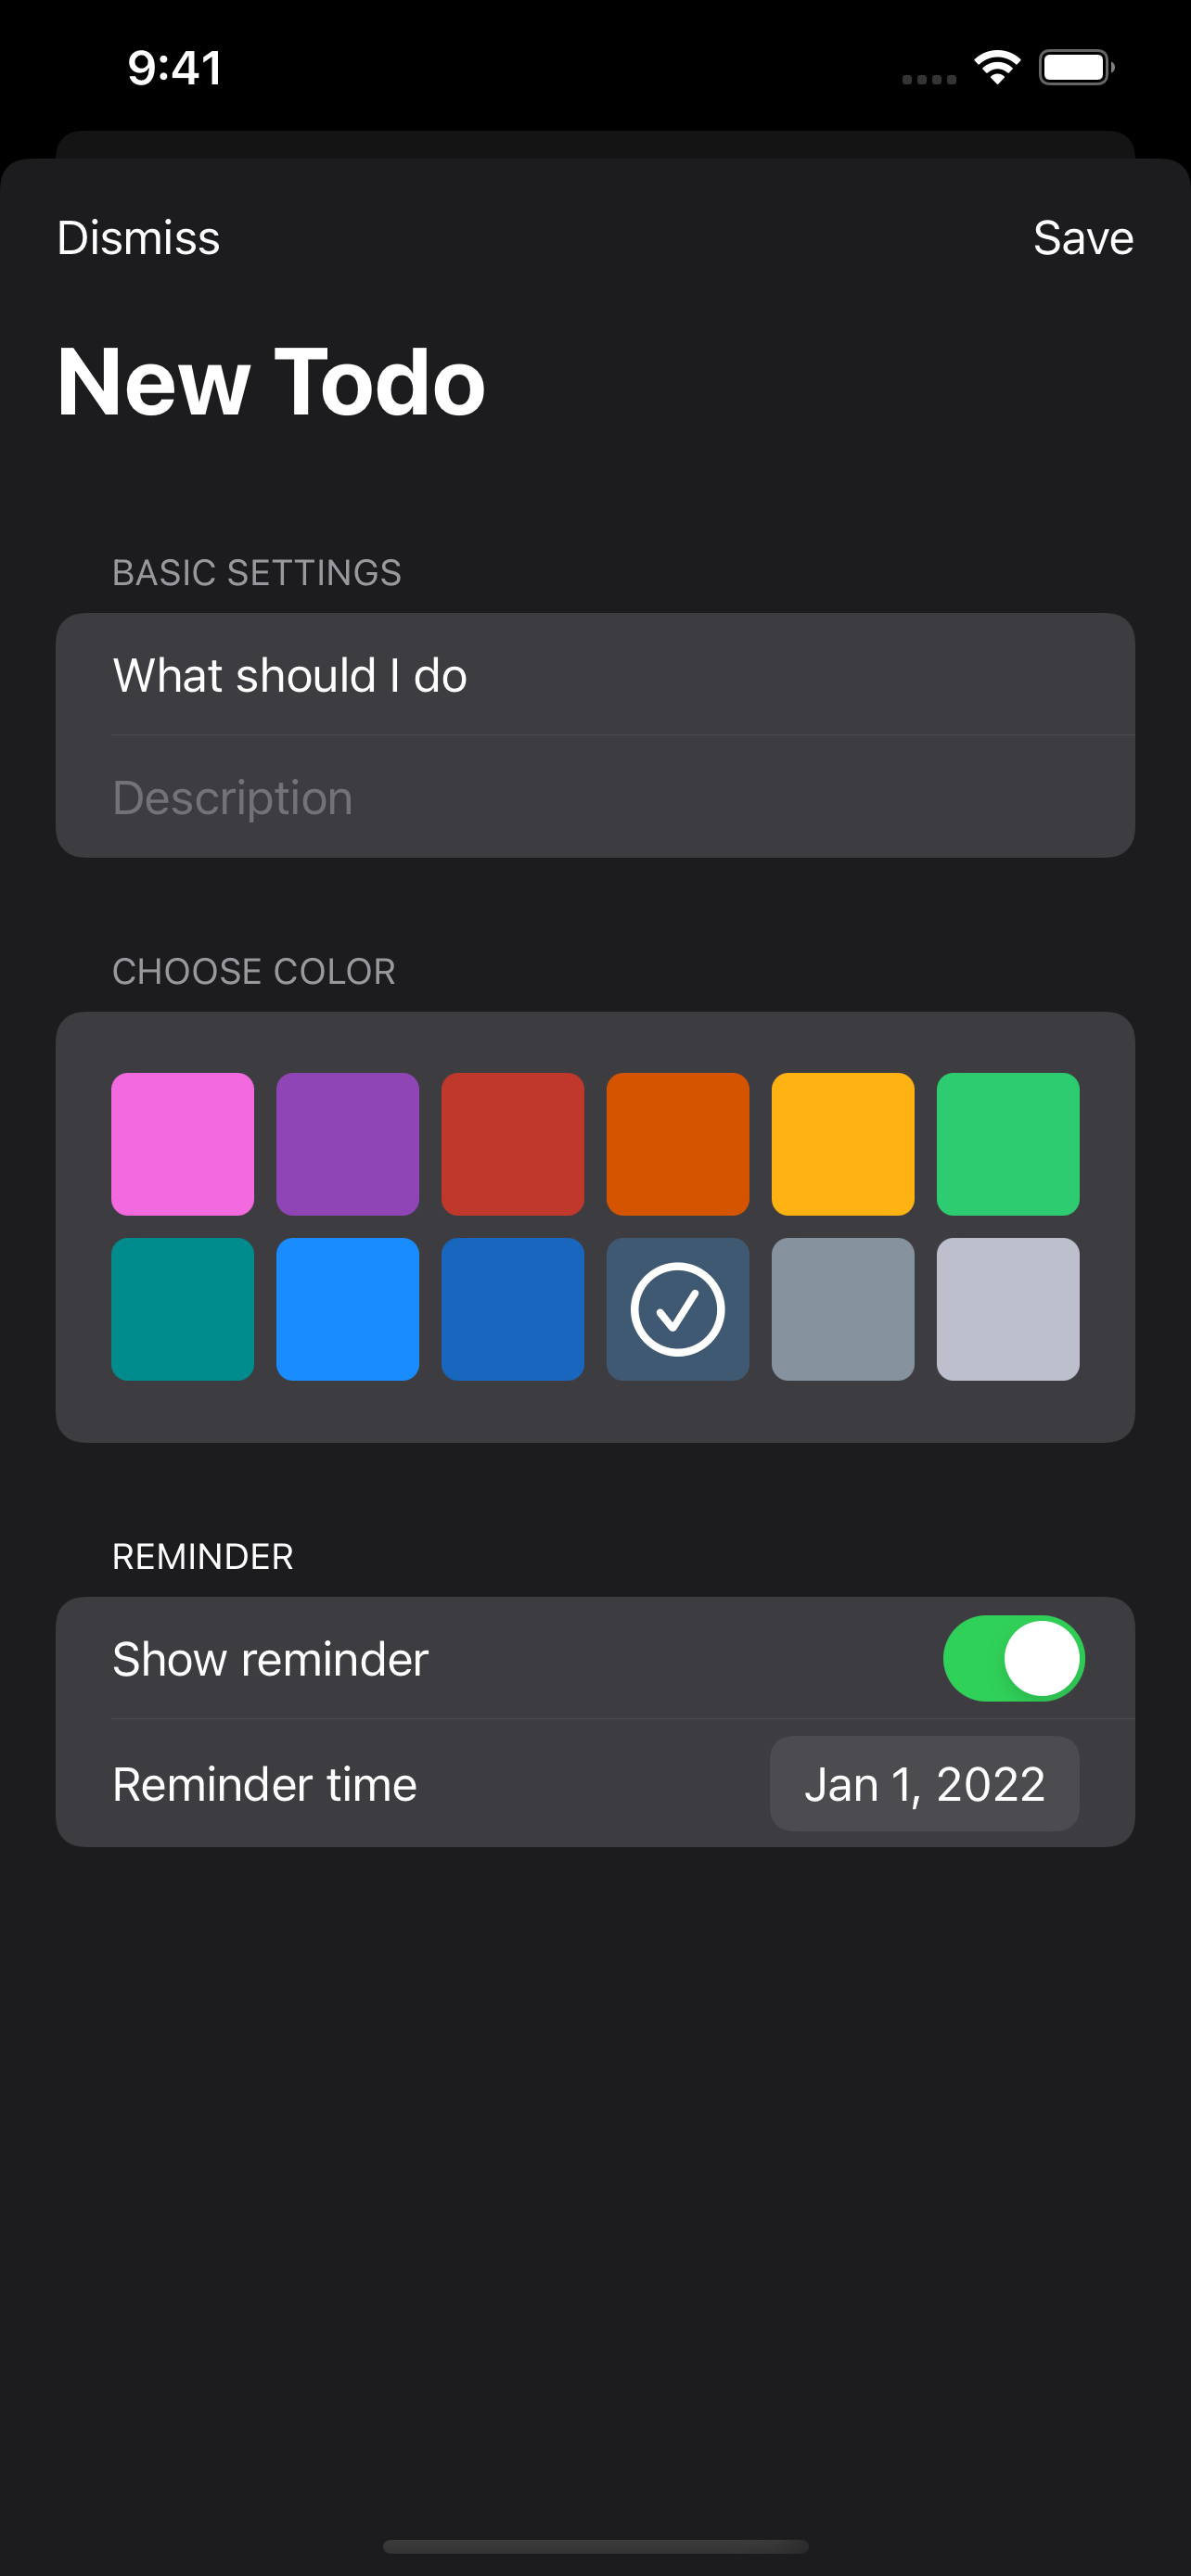 9:41
Dismiss Save
New Todo
BASIC SETTINGS
What should I do
Description
CHOOSE COLOR
REMINDER
Show reminder
Reminder time Jan 1, 2022